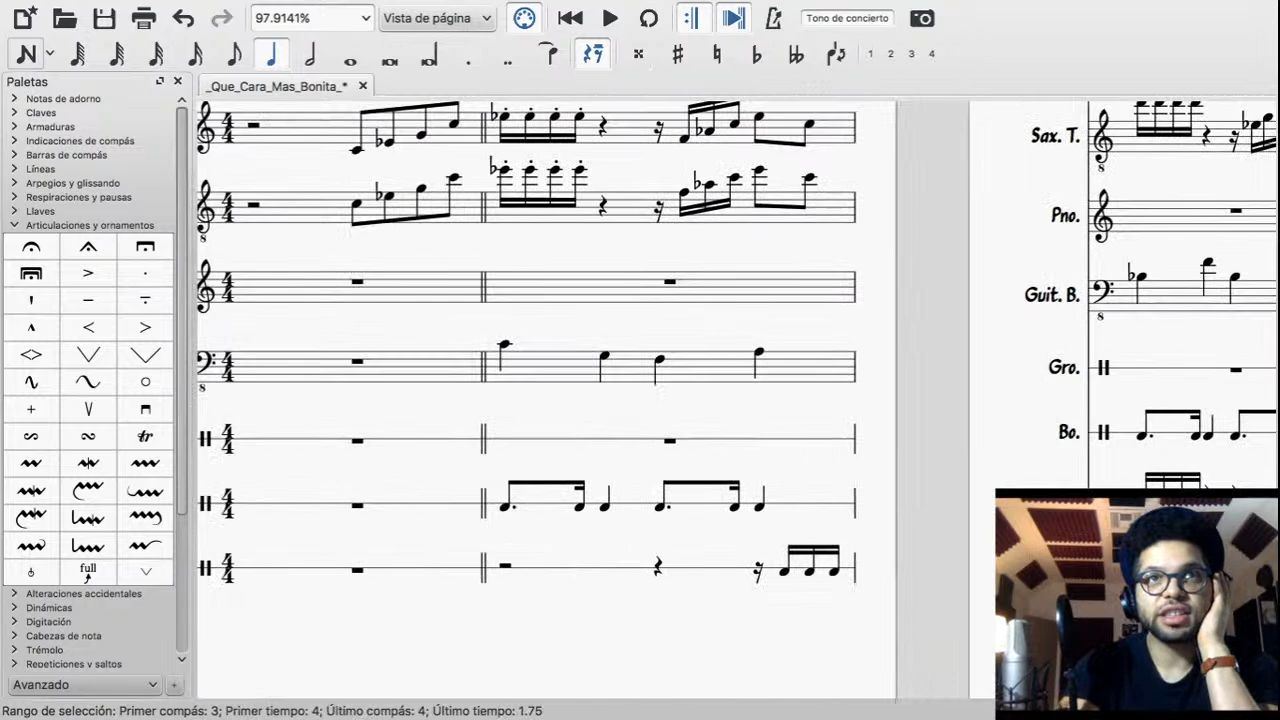 97.9141%
Vista de página
Tono de concierto
1 2 3 4
Paletas
_Que_Cara_Mas_Bonita_*
Notas de adorno
Claves
Armaduras
Indicaciones de compás
Barras de compás
Líneas
Arpegios y glissando
Respiraciones y pausas
Llaves
Articulaciones y ornamentos
tr
full
Alteraciones accidentales
Dinámicas
Digitación
Cabezas de nota
Trémolo
Repeticiones y saltos
Avanzado
Sax. T.
Pno.
Guit. B.
Gro.
Bo.
Rango de selección: Primer compás: 3; Primer tiempo: 4; Último compás: 4; Último tiempo: 1.75